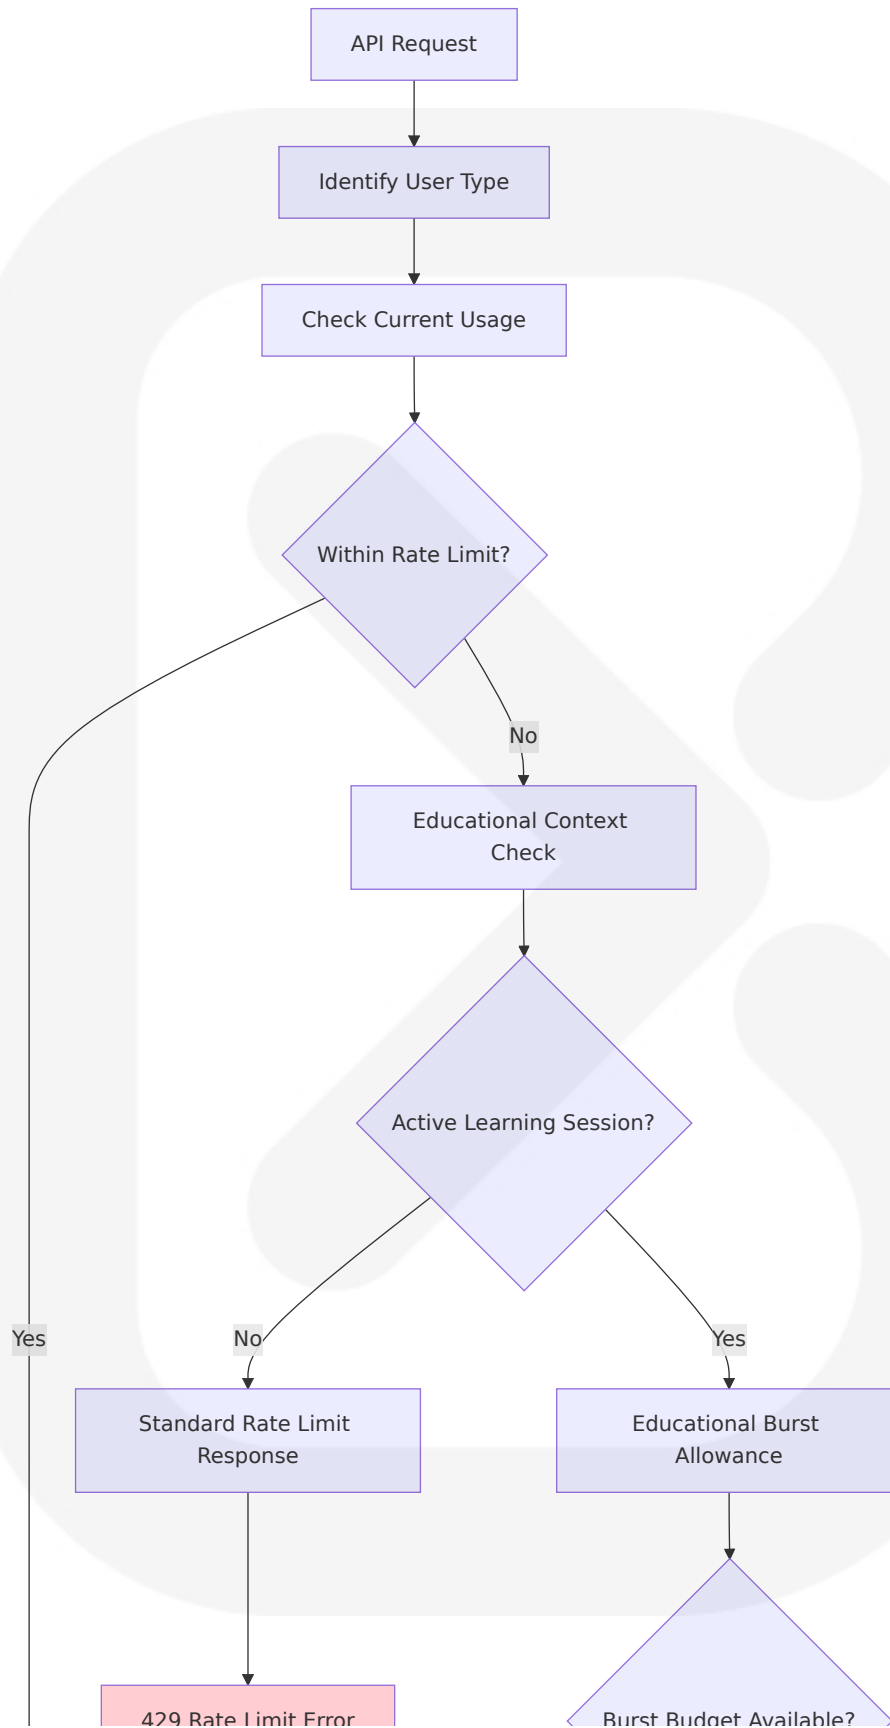 API Request
Identify User Type
Check Current Usage
Within Rate Limit?
No
Educational Context
Check
Active Learning Session?
Yes
No
Yes
Standard Rate Limit
Response
Educational Burst
Allowance
429 Rate Limit Error
Burst Budget Available?